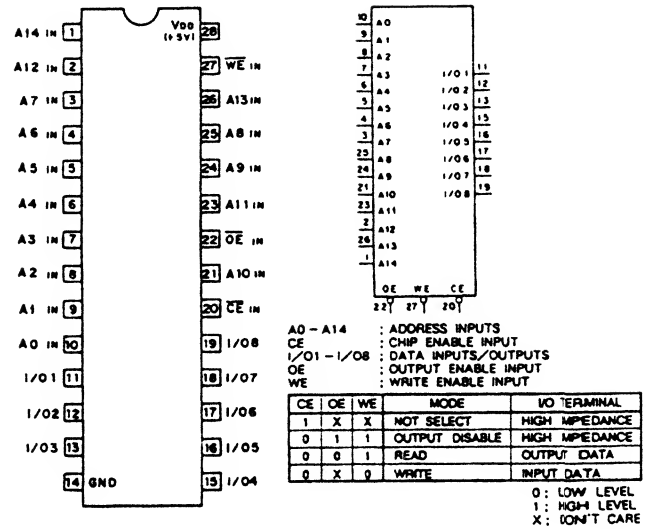 A14 IN 1
A12 IN 2
A7 IN 3
A6 IN 4
A5 IN 5
A4 IN 6
A3 IN 7
A2 IN 8
A1 IN 9
A0 IN 10
I/O1 11
I/O2 12
I/O3 13
14 GND
VDD 28
(+5V)
27 WE IN
26 A13 IN
25 A8 IN
24 A9 IN
23 A11 IN
22 OE IN
21 A10 IN
20 CE IN
19 I/O8
18 I/O7
17 I/O6
16 I/O5
15 I/O4
10 A0
9 A1
8 A2
7 A3
6 A4
5 A5
4 A6
3 A7
25 A8
24 A9
21 A10
23 A11
2 A12
26 A13
1 A14
I/O1 11
I/O2 12
I/O3 13
I/O4 15
I/O5 16
I/O6 17
I/O7 18
I/O8 19
OE WE CE
22 27 20
A0-A14 : ADDRESS INPUTS
CE : CHIP ENABLE INPUT
I/O1-I/O8 : DATA INPUTS/OUTPUTS
OE : OUTPUT ENABLE INPUT
WE : WRITE ENABLE INPUT
CE OE WE MODE I/O TERMINAL
1 X X NOT SELECT HIGH IMPEDANCE
0 1 1 OUTPUT DISABLE HIGH IMPEDANCE
0 0 1 READ OUTPUT DATA
0 X 0 WRITE INPUT DATA
0 ; LOW LEVEL
1 ; HIGH LEVEL
X ; DON'T CARE